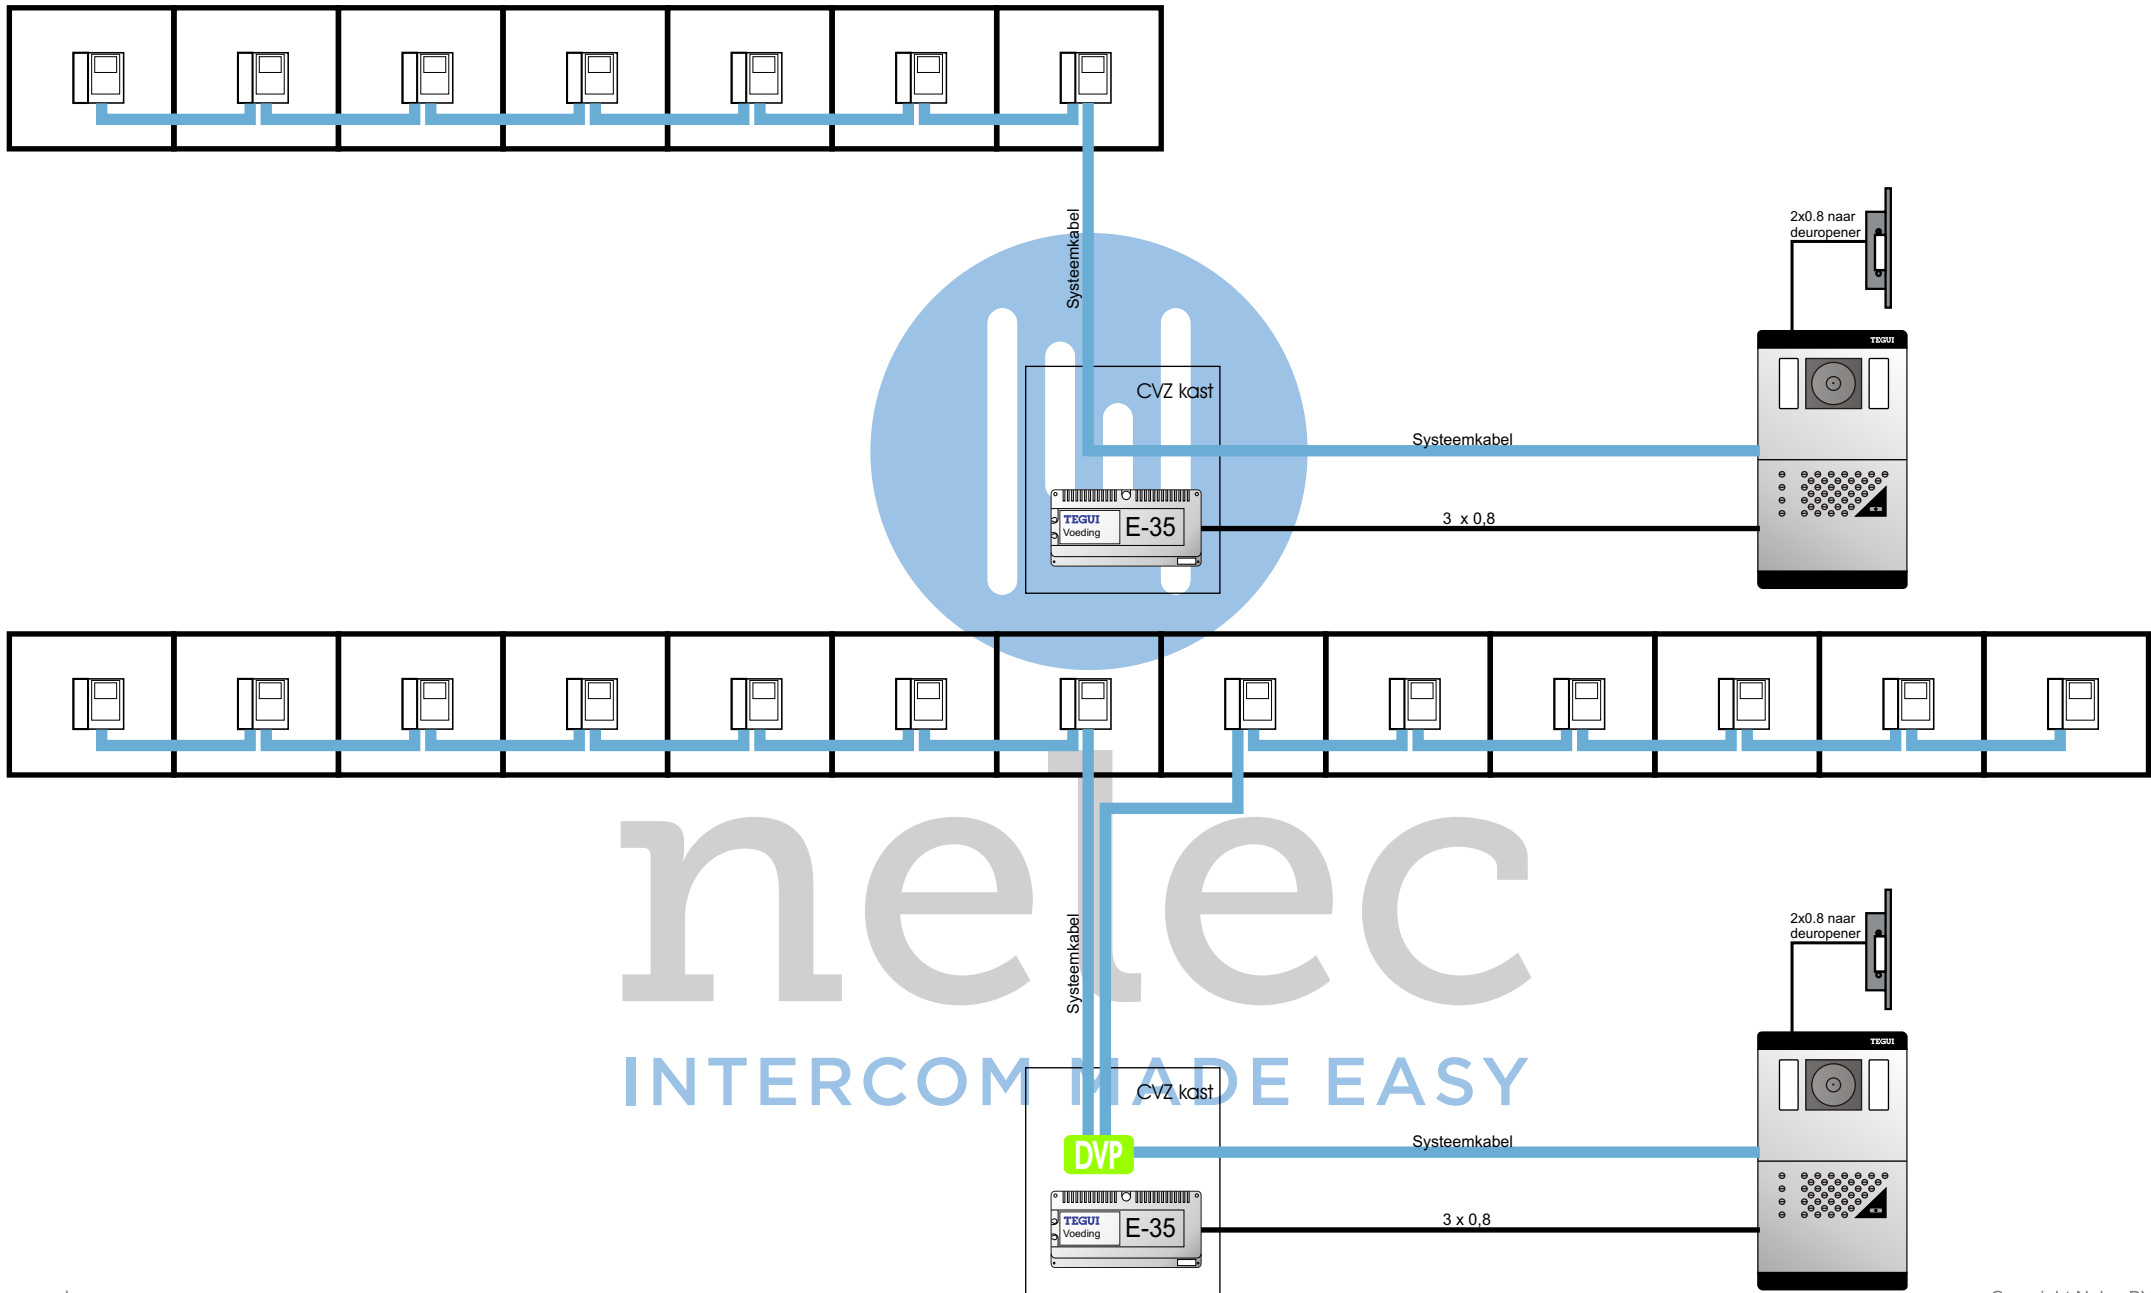 2x0.8 naar
deuropener
Systeemkabel
TEGUI
CVZ kast
Systeemkabel
TEGUI
Voeding
E-35
3 x 0,8
nelec
2x0.8 naar
deuropener
Systeemkabel
TEGUI
INTERCOM MADE EASY
CVZ kast
DVP
Systeemkabel
TEGUI
Voeding
E-35
3 x 0,8